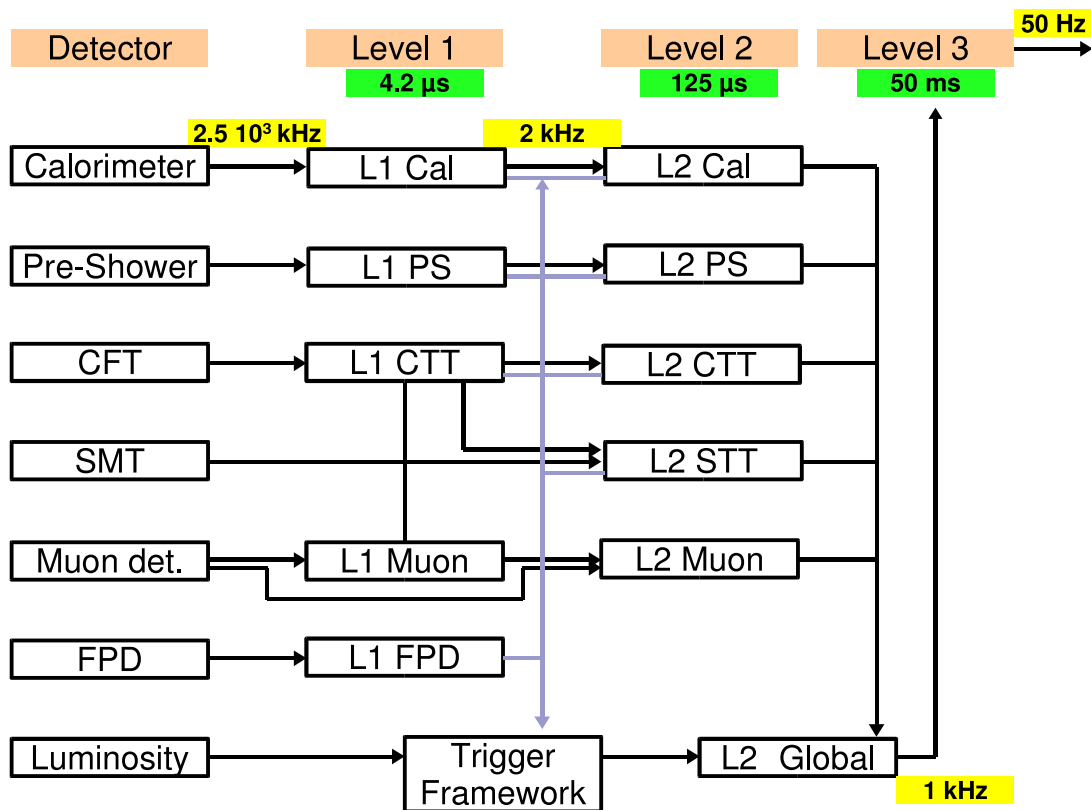 50 Hz
Detector Level 1 Level 2 Level 3
4.2 µs 125 µs 50 ms
2.5 10³ kHz 2 kHz
Calorimeter L1 Cal L2 Cal
Pre-Shower L1 PS L2 PS
CFT L1 CTT L2 CTT
SMT L2 STT
Muon det. L1 Muon L2 Muon
FPD L1 FPD
Luminosity Trigger L2 Global
Framework 1 kHz